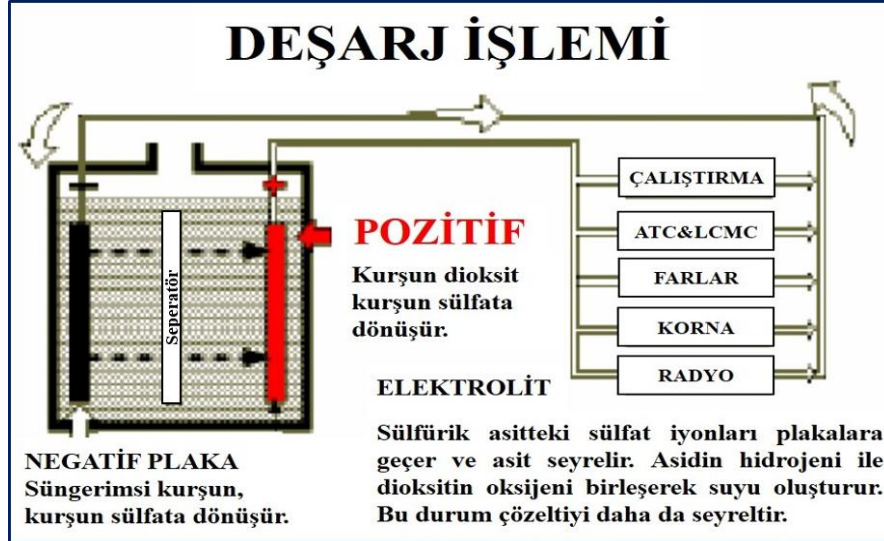 DEŞARJ İŞLEMİ
ÇALIŞTIRMA
ATC&LCMC
FARLAR
KORNA
RADYO
Seperatör
POZİTİF
Kurşun dioksit
kurşun sülfata
dönüşür.
ELEKTROLİT
Sülfürik asitteki sülfat iyonları plakalara
geçer ve asit seyrelir. Asidin hidrojeni ile
dioksitin oksijeni birleşerek suyu oluşturur.
Bu durum çözeltiyi daha da seyreltir.
NEGATİF PLAKA
Süngerimsi kurşun,
kurşun sülfata dönüşür.